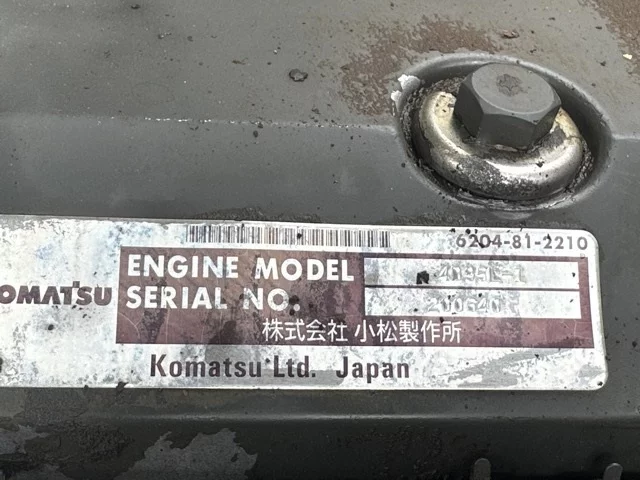 6204-81-2210
ENGINE MODEL
OMATSU SERIAL NO.
株式会社 小松製作所
Komatsu Ltd. Japan